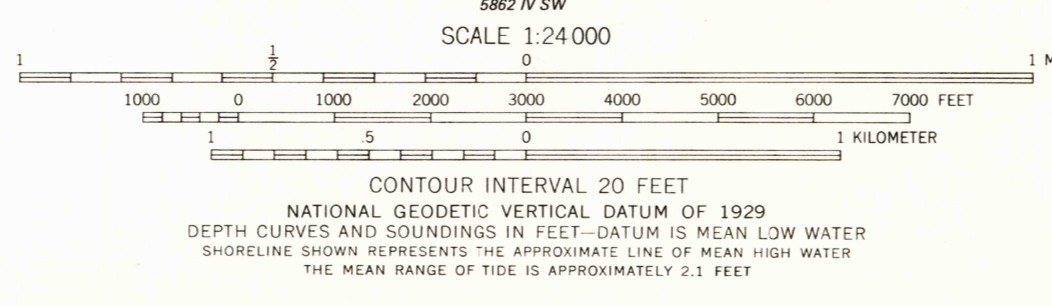 5862 IV SW
SCALE 1:24 000
1 ½ 0 1 M
1000 0 1000 2000 3000 4000 5000 6000 7000 FEET
1 .5 0 1 KILOMETER
CONTOUR INTERVAL 20 FEET
NATIONAL GEODETIC VERTICAL DATUM OF 1929
DEPTH CURVES AND SOUNDINGS IN FEET—DATUM IS MEAN LOW WATER
SHORELINE SHOWN REPRESENTS THE APPROXIMATE LINE OF MEAN HIGH WATER
THE MEAN RANGE OF TIDE IS APPROXIMATELY 2.1 FEET